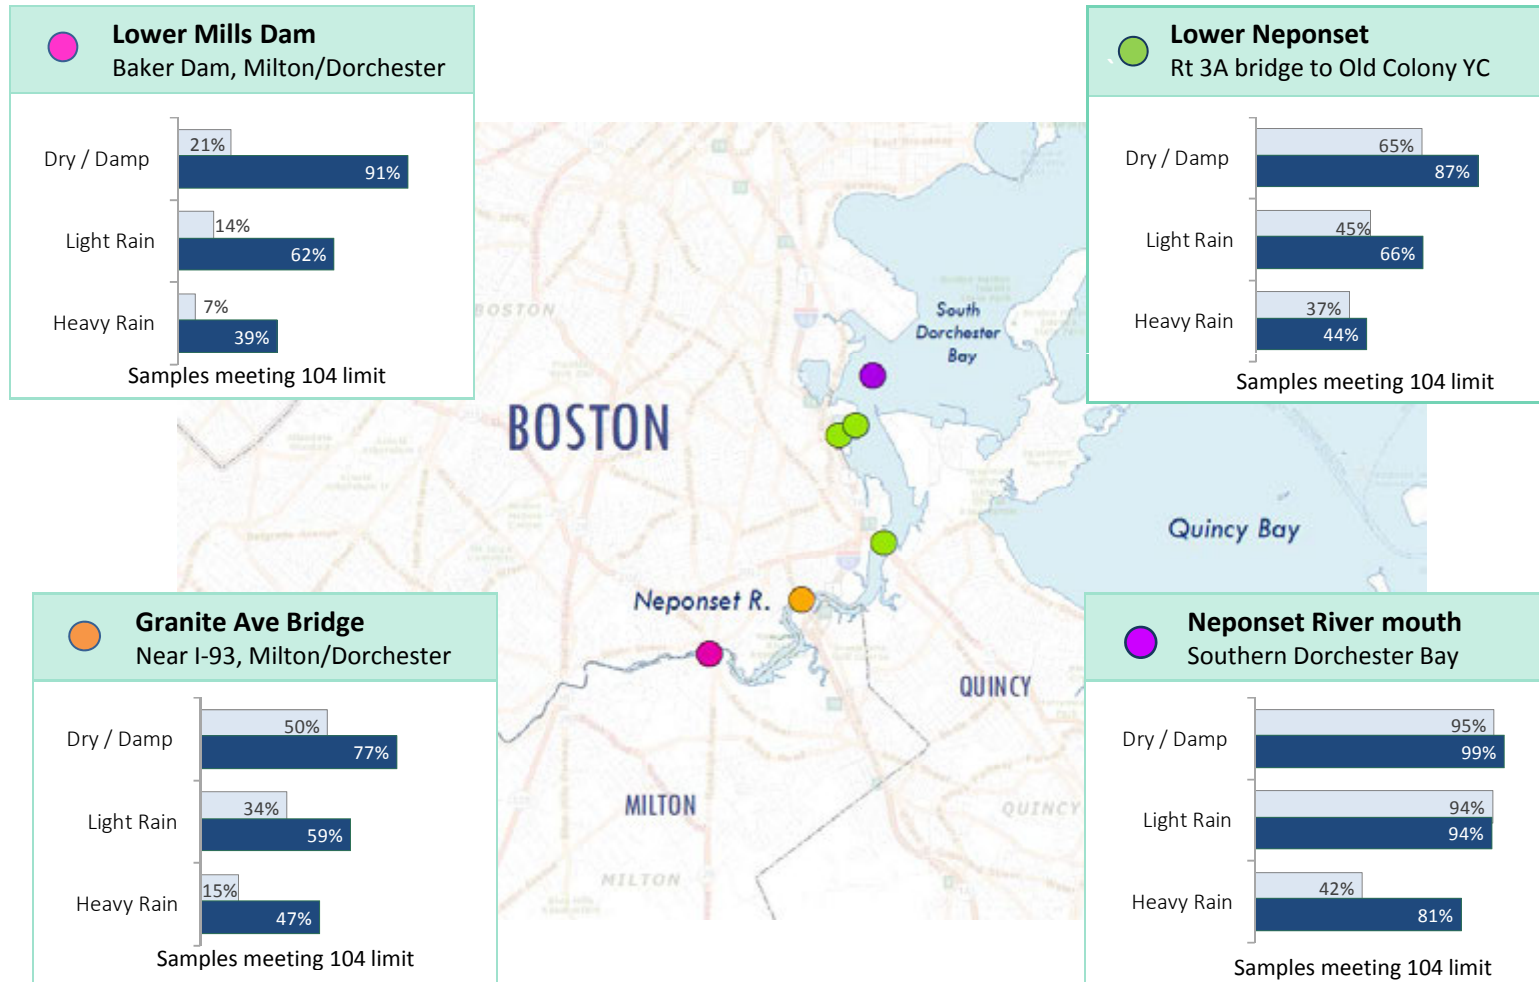 Lower Mills Dam
Baker Dam, Milton/Dorchester
Dry / Damp
21%
91%
Light Rain
14%
62%
Heavy Rain
7%
39%
Samples meeting 104 limit
Lower Neponset
Rt 3A bridge to Old Colony YC
Dry / Damp
65%
87%
Light Rain
45%
66%
Heavy Rain
37%
44%
Samples meeting 104 limit
BOSTON
South
Dorchester
Bay
BOSTON
Quincy Bay
Neponset R.
QUINCY
MILTON
QUINCY
MILTON
Granite Ave Bridge
Near I-93, Milton/Dorchester
Dry / Damp
50%
77%
Light Rain
34%
59%
Heavy Rain
15%
47%
Samples meeting 104 limit
Neponset River mouth
Southern Dorchester Bay
Dry / Damp
95%
99%
Light Rain
94%
94%
Heavy Rain
42%
81%
Samples meeting 104 limit